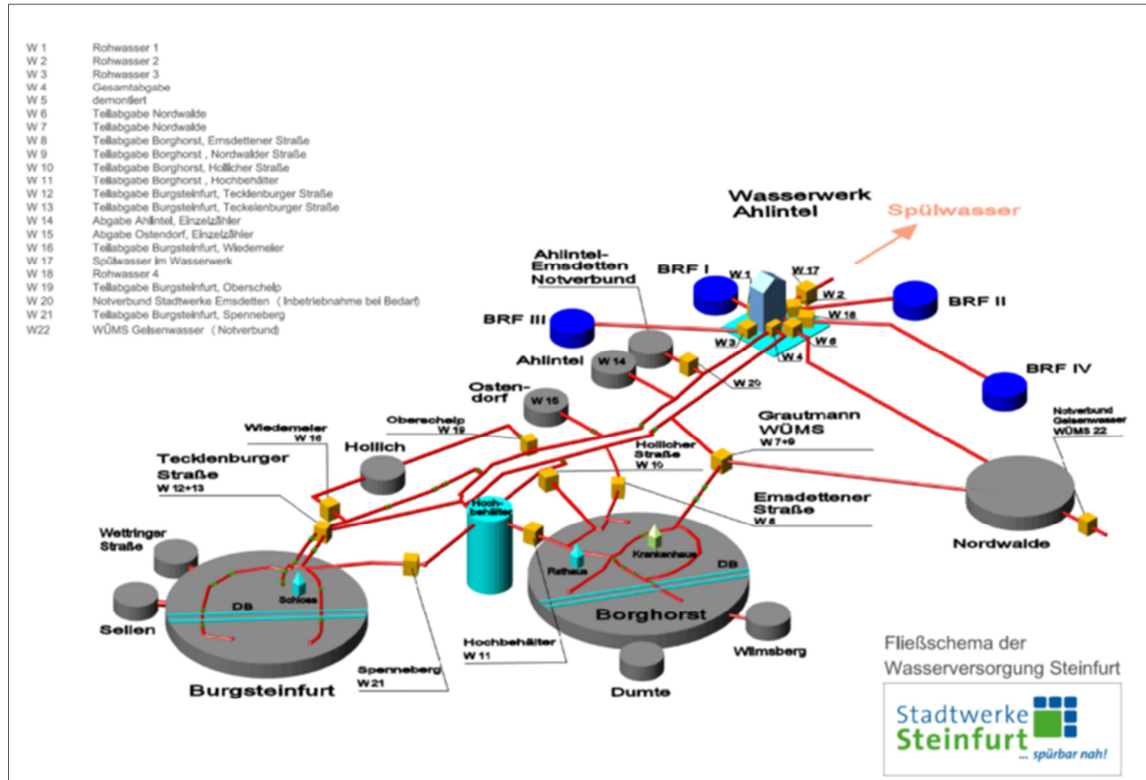 W 1 Rohwasser 1
W 2 Rohwasser 2
W 3 Rohwasser 3
W 4 Gesamtabgabe
W 5 demontiert
W 6 Teilabgabe Nordwalde
W 7 Teilabgabe Nordwalde
W 8 Teilabgabe Borghorst, Emsdettener Straße
W 9 Teilabgabe Borghorst , Nordwalder Straße
W 10 Teilabgabe Borghorst, Hollicher Straße
W 11 Teilabgabe Borghorst , Hochbehälter
W 12 Teilabgabe Burgsteinfurt, Tecklenburger Straße
W 13 Teilabgabe Burgsteinfurt, Teckelenburger Straße
W 14 Abgabe Ahlintel, Einzelzähler
W 15 Abgabe Ostendorf, Einzelzähler
W 16 Teilabgabe Burgsteinfurt, Wiedemeier
W 17 Spülwasser im Wasserwerk
W 18 Rohwasser 4
W 19 Teilabgabe Burgsteinfurt, Oberschelp
W 20 Notverbund Stadtwerke Emsdetten ( Inbetriebnahme bei Bedarf)
W 21 Teilabgabe Burgsteinfurt, Spenneberg
W22 WÜMS Gelsenwasser ( Notverbund)
Wasserwerk
Ahlintel
Spülwasser
Ahlintel-
Emsdetten
Notverbund
BRF I
W 1
W 17
W 2
BRF II
W 18
BRF III
W 3
W 4
W 6
Ahlintel
W 14
W 20
BRF IV
Osten-
dorf
W 15
Grautmann
WÜMS
W 7+9
Notverbund
Gelsenwasser
WÜMS 22
Oberschelp
W 19
Wiedemeier
W 16
Hollich
Hollicher
Straße
W 10
Tecklenburger
Straße
W 12+13
Hoch-
behälter
Emsdettener
Straße
W 8
Nordwalde
Wettringer
Straße
Krankenhaus
Rathaus
DB
Schloss
DB
Borghorst
Sellen
Wilmsberg
Hochbehälter
W 11
Spenneberg
W 21
Burgsteinfurt
Dumte
Fließschema der
Wasserversorgung Steinfurt
Stadtwerke
Steinfurt
... spürbar nah!